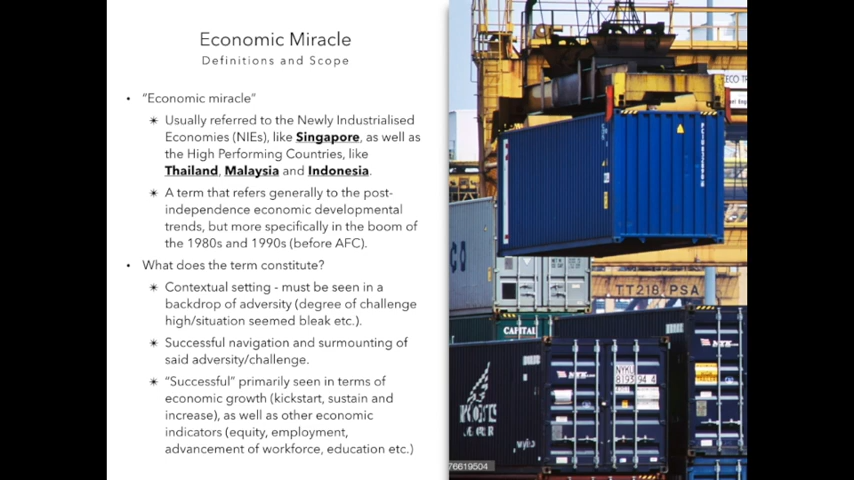 Economic Miracle
Definitions and Scope
• "Economic miracle"
✴ Usually referred to the Newly Industrialised
Economies (NIEs), like Singapore, as well as
the High Performing Countries, like
Thailand, Malaysia and Indonesia.
✴ A term that refers generally to the post-
independence economic developmental
trends, but more specifically in the boom of
the 1980s and 1990s (before AFC).
• What does the term constitute?
✴ Contextual setting - must be seen in a
backdrop of adversity (degree of challenge
high/situation seemed bleak etc.).
✴ Successful navigation and surmounting of
said adversity/challenge.
✴ "Successful" primarily seen in terms of
economic growth (kickstart, sustain and
increase), as well as other economic
indicators (equity, employment,
advancement of workforce, education etc.)
TT218 PSA
CAPITAL
NYKU
76619504